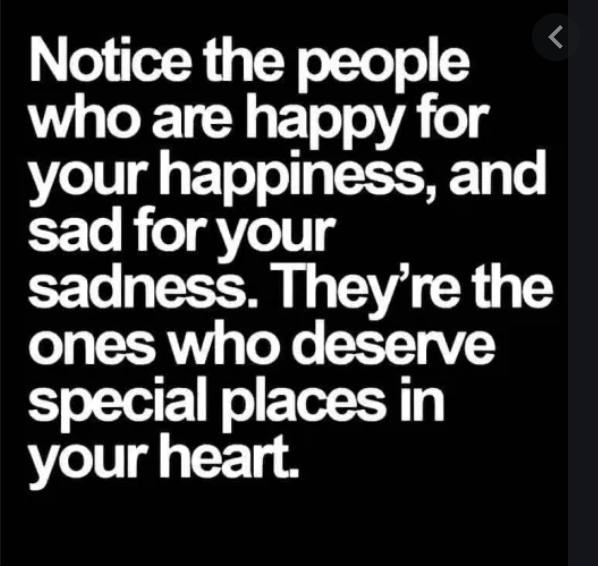 Notice the people
who are happy for
your happiness, and
sad for your
sadness. They’re the
ones who deserve
special places in
your heart.